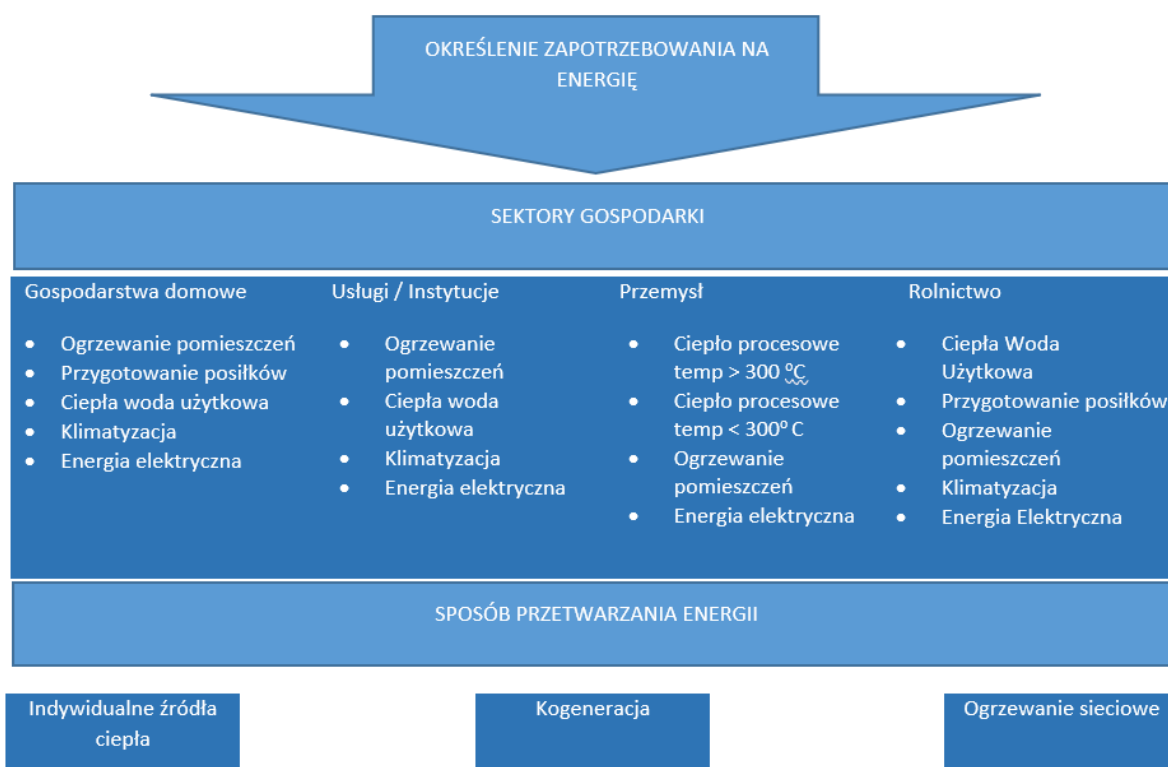 OKREŚLENIE ZAPOTRZEBOWANIA NA
ENERGIĘ
SEKTORY GOSPODARKI
Gospodarstwa domowe
• Ogrzewanie pomieszczeń
• Przygotowanie posiłków
• Ciepła woda użytkowa
• Klimatyzacja
• Energia elektryczna
Usługi / Instytucje
• Ogrzewanie
pomieszczeń
• Ciepła woda
użytkowa
• Klimatyzacja
• Energia elektryczna
Przemysł
• Ciepło procesowe
temp > 300 ⁰C
• Ciepło procesowe
temp < 300⁰ C
• Ogrzewanie
pomieszczeń
• Energia elektryczna
Rolnictwo
• Ciepła Woda
Użytkowa
• Przygotowanie posiłków
• Ogrzewanie
pomieszczeń
• Klimatyzacja
• Energia Elektryczna
SPOSÓB PRZETWARZANIA ENERGII
Indywidualne źródła
ciepła
Kogeneracja
Ogrzewanie sieciowe